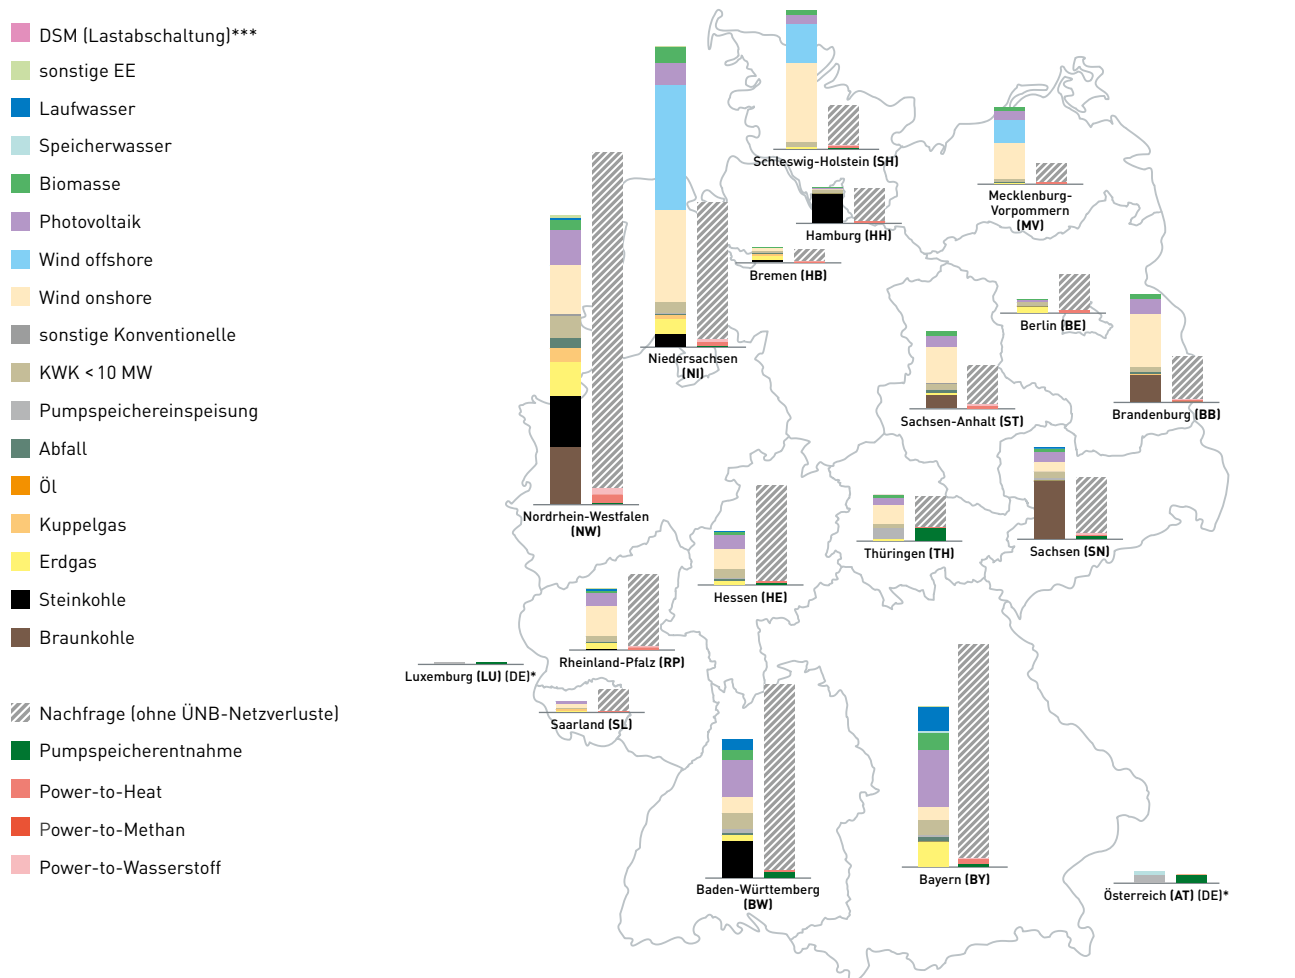 DSM (Lastabschaltung)***
sonstige EE
Laufwasser
Speicherwasser
Biomasse
Photovoltaik
Wind offshore
Wind onshore
sonstige Konventionelle
KWK < 10 MW
Pumpspeichereinspeisung
Abfall
Öl
Kuppelgas
Erdgas
Steinkohle
Braunkohle
Nachfrage (ohne ÜNB-Netzverluste)
Pumpspeicherentnahme
Power-to-Heat
Power-to-Methan
Power-to-Wasserstoff
Schleswig-Holstein (SH)
Mecklenburg-
Vorpommern
(MV)
Hamburg (HH)
Bremen (HB)
Berlin (BE)
Niedersachsen
(NI)
Brandenburg (BB)
Sachsen-Anhalt (ST)
Nordrhein-Westfalen
(NW)
Thüringen (TH)
Sachsen (SN)
Hessen (HE)
Rheinland-Pfalz (RP)
Luxemburg (LU) (DE)*
Saarland (SL)
Baden-Württemberg
(BW)
Bayern (BY)
Österreich (AT) (DE)*